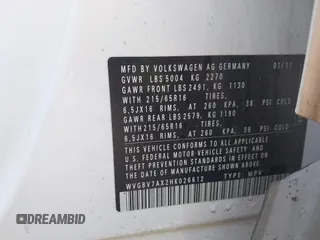 MFD. BY VOLKSWAGEN AG GERMANY 01/17
GVWR LBS 5004 KG 2270
GAWR FRONT LBS 2491, KG 1130
WITH 215/65R16 TIRES,
6,5JX16 RIMS, AT 260 KPA, 38 PSI COLD
GAWR REAR LBS 2579, KG 1190
WITH 215/65R16 TIRES,
6,5JX16 RIMS, AT 260 KPA, 38 PSI COLD
THIS VEHICLE CONFORMS TO ALL
FEDERAL MOTOR VEHICLE SAFETY
THEFT PREVENTION STANDARDS IN EFFECT
ON THE DATE OF MANUFACTURE SHOWN ABOVE
WVGBV7AX2HK026612 TYPE: MPV
DREAMBID